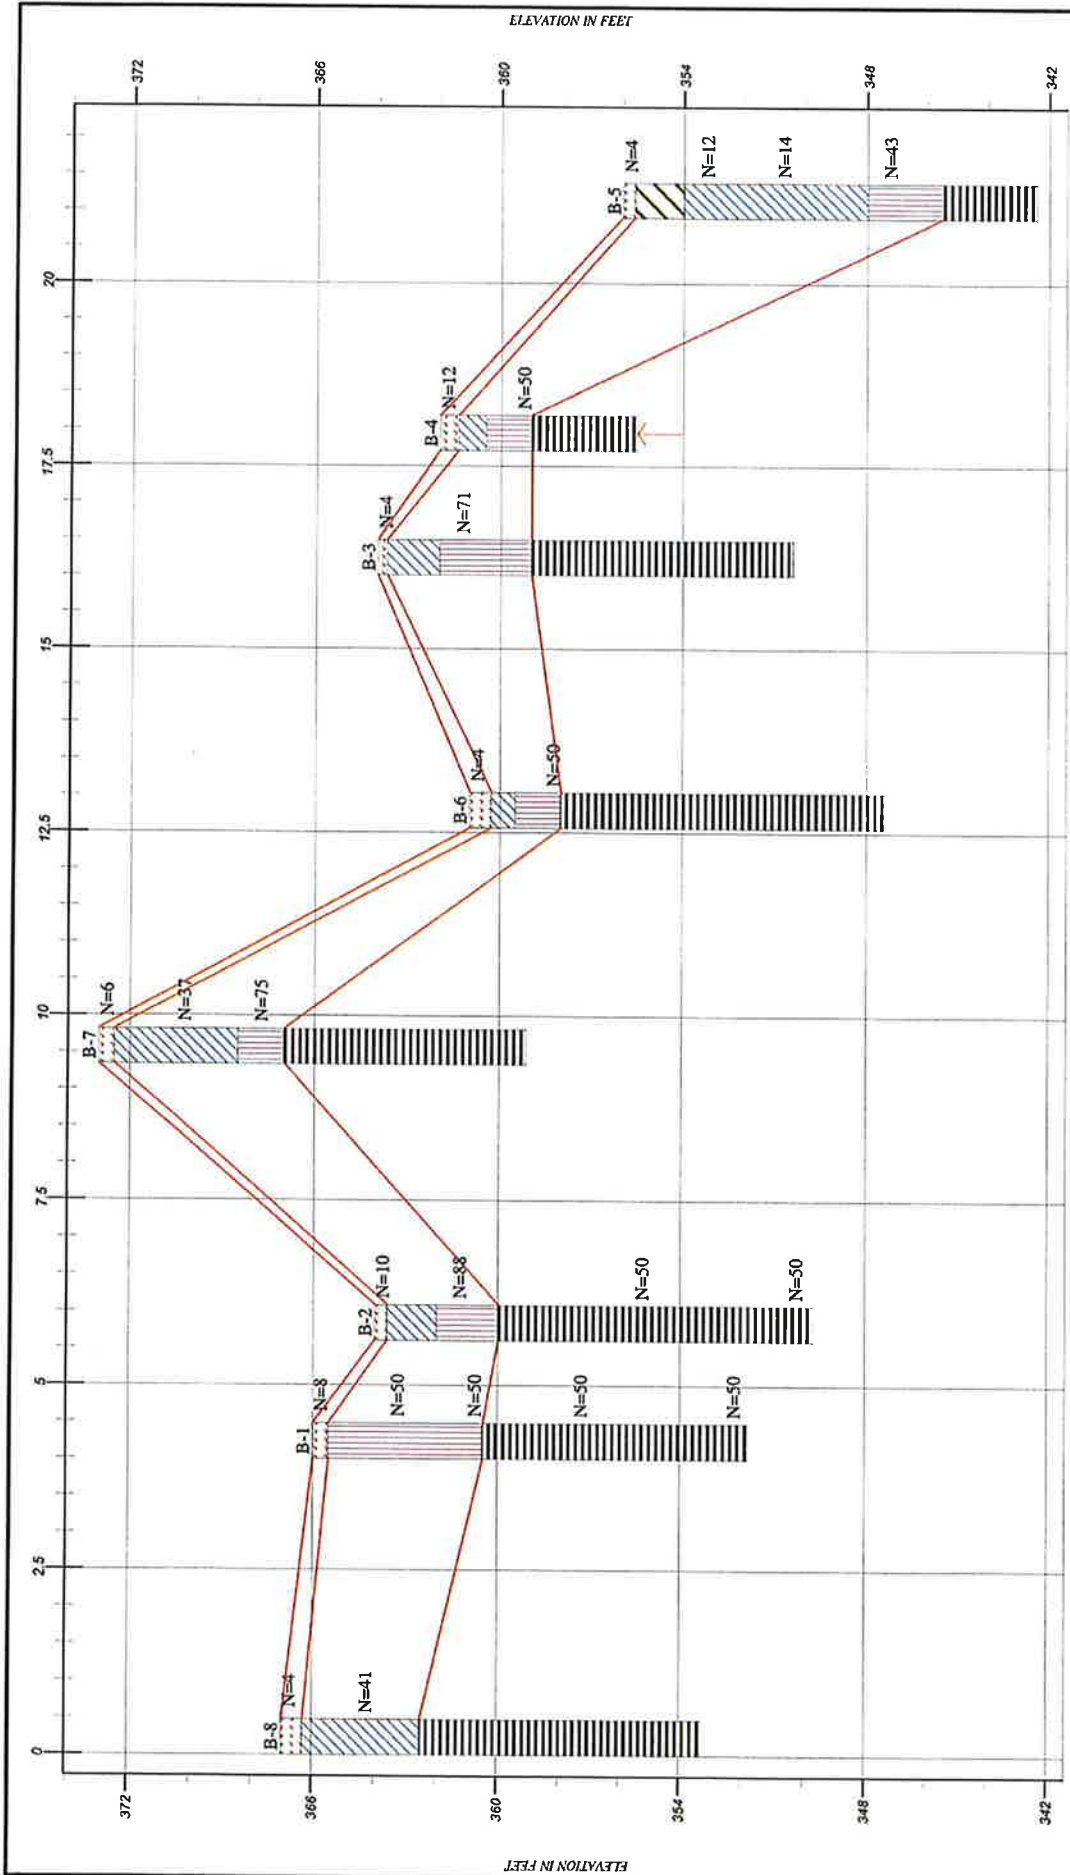 ELEVATION IN FEET
372
366
360
354
348
342
0
2.5
5
7.5
10
12.5
15
17.5
20
B-8
N=4
N=41
B-1
N=8
N=50
N=50
N=50
N=50
B-2
N=10
N=88
N=50
N=50
B-7
N=6
N=37
N=75
B-6
N=4
N=50
B-3
N=4
N=71
B-4
N=12
N=50
B-5
N=4
N=12
N=14
N=43
372
366
360
354
348
342
ELEVATION IN FEET